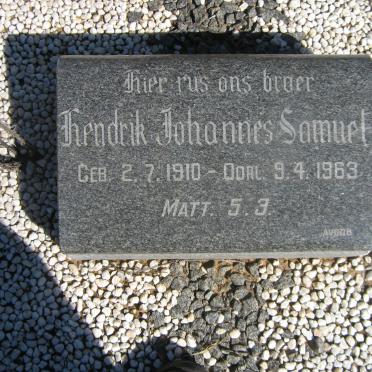 Hier rus ons broer
Hendrik Johannes Samuel
GEB. 2.7.1910 - OORL. 9.4.1963
MATT. 5.3.